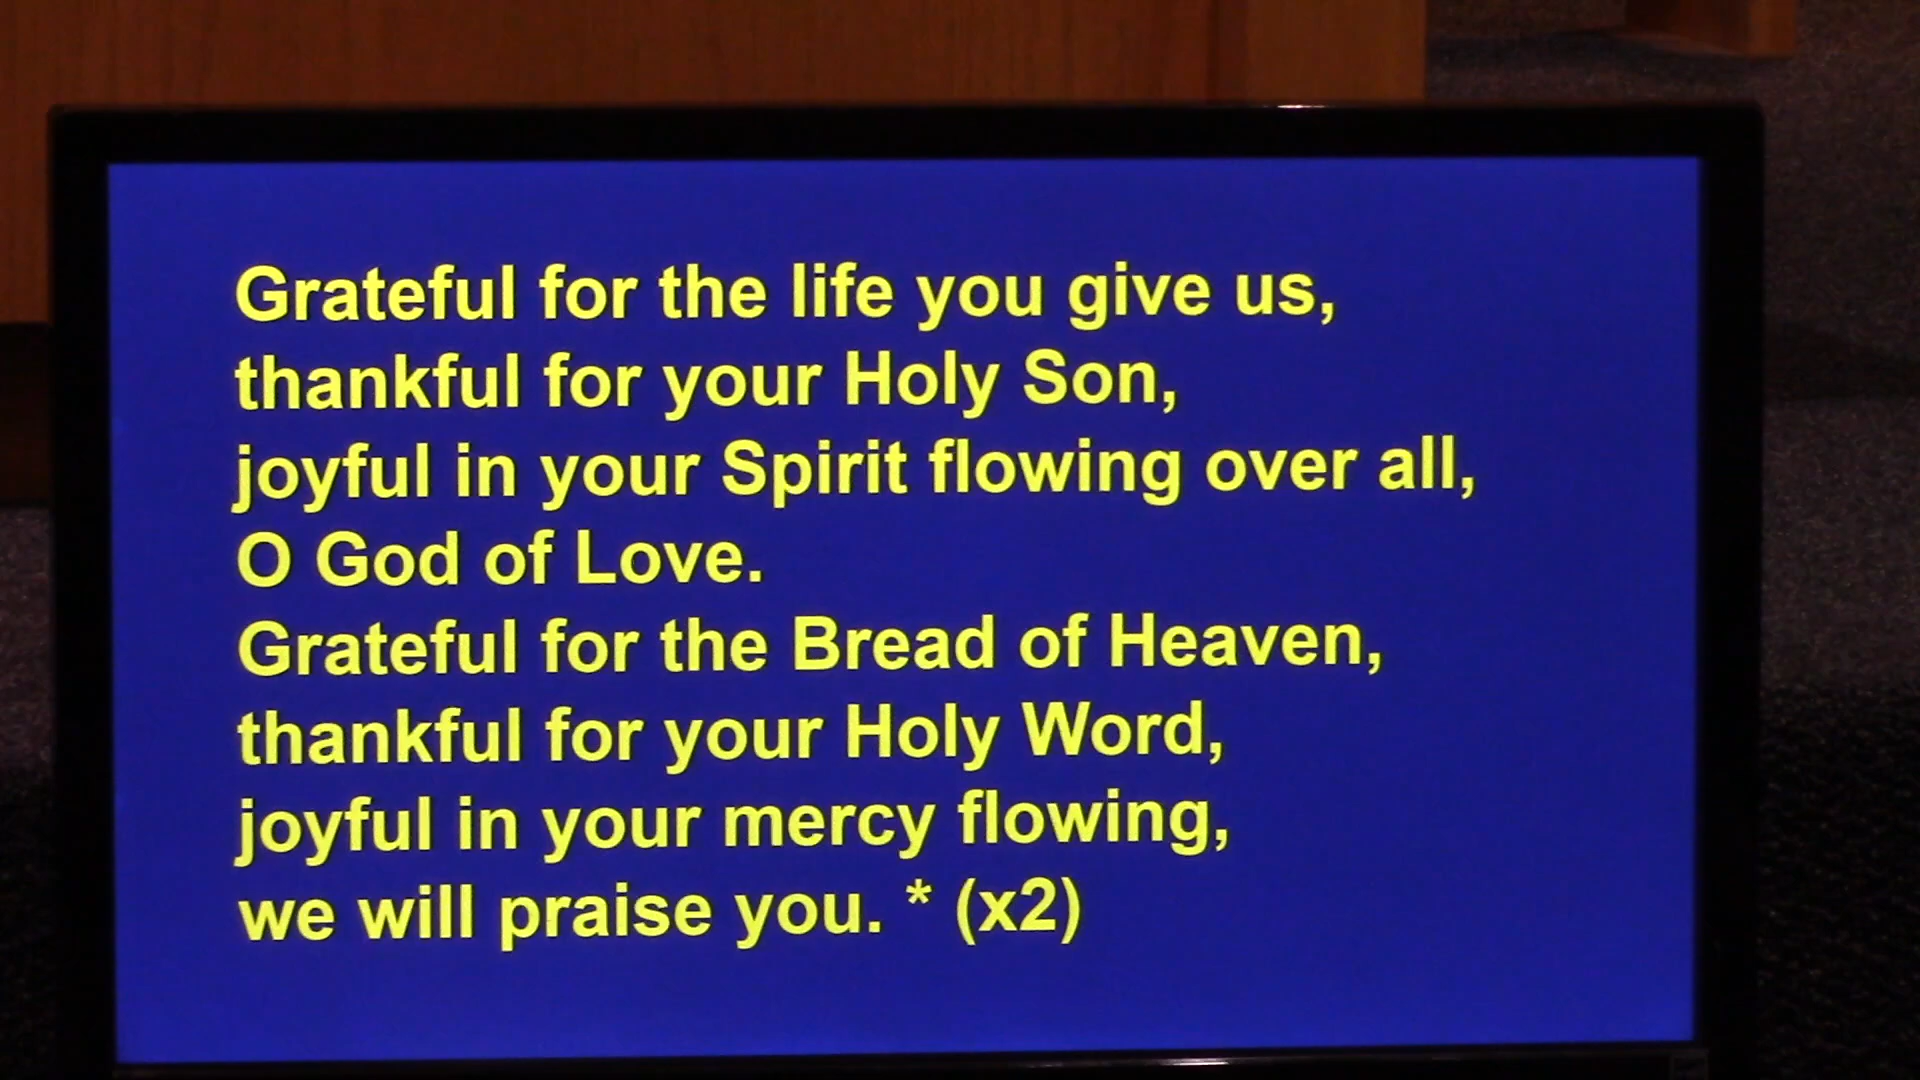 Grateful for the life you give us,
thankful for your Holy Son,
joyful in your Spirit flowing over all,
O God of Love.
Grateful for the Bread of Heaven,
thankful for your Holy Word,
joyful in your mercy flowing,
we will praise you. * (x2)